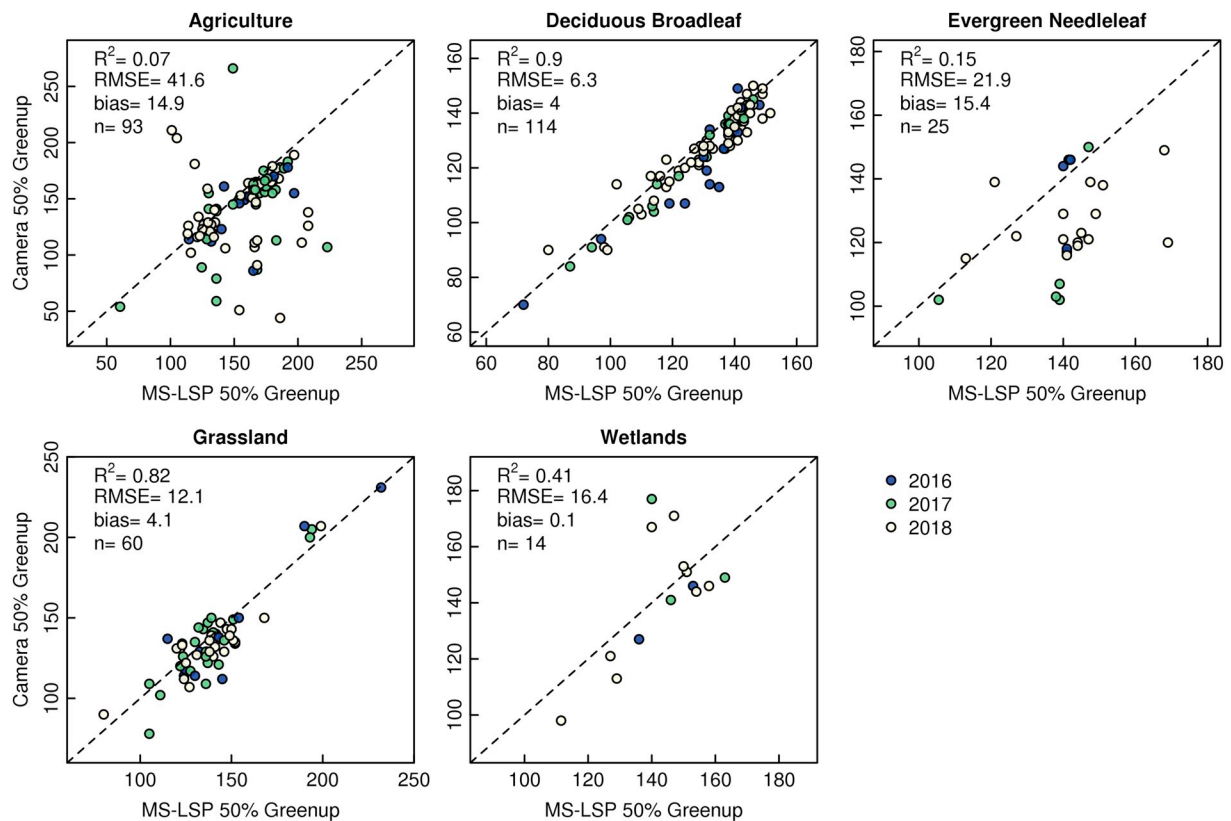 Agriculture
R2= 0.07
RMSE= 41.6
bias= 14.9
n= 93
Camera 50% Greenup
50 100 150 200 250
50 100 150 200 250
MS-LSP 50% Greenup
Deciduous Broadleaf
R2= 0.9
RMSE= 6.3
bias= 4
n= 114
60 80 100 120 140 160
60 80 100 120 140 160
MS-LSP 50% Greenup
Evergreen Needleleaf
R2= 0.15
RMSE= 21.9
bias= 15.4
n= 25
100 120 140 160 180
100 120 140 160 180
MS-LSP 50% Greenup
Grassland
R2= 0.82
RMSE= 12.1
bias= 4.1
n= 60
Camera 50% Greenup
100 150 200 250
100 150 200 250
MS-LSP 50% Greenup
Wetlands
R2= 0.41
RMSE= 16.4
bias= 0.1
n= 14
100 120 140 160 180
100 120 140 160 180
MS-LSP 50% Greenup
2016
2017
2018